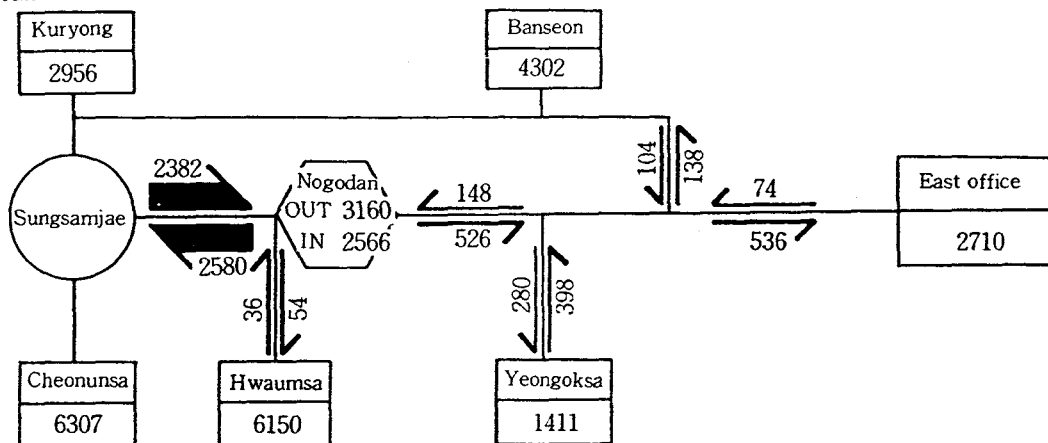 Kuryong
2956
Banseon
4302
Sungsamjae
2382
2580
Nogodan
OUT 3160
IN 2566
148
526
104
138
74
536
East office
2710
36
54
280
398
Cheonunsa
6307
Hwaumsa
6150
Yeongoksa
1411